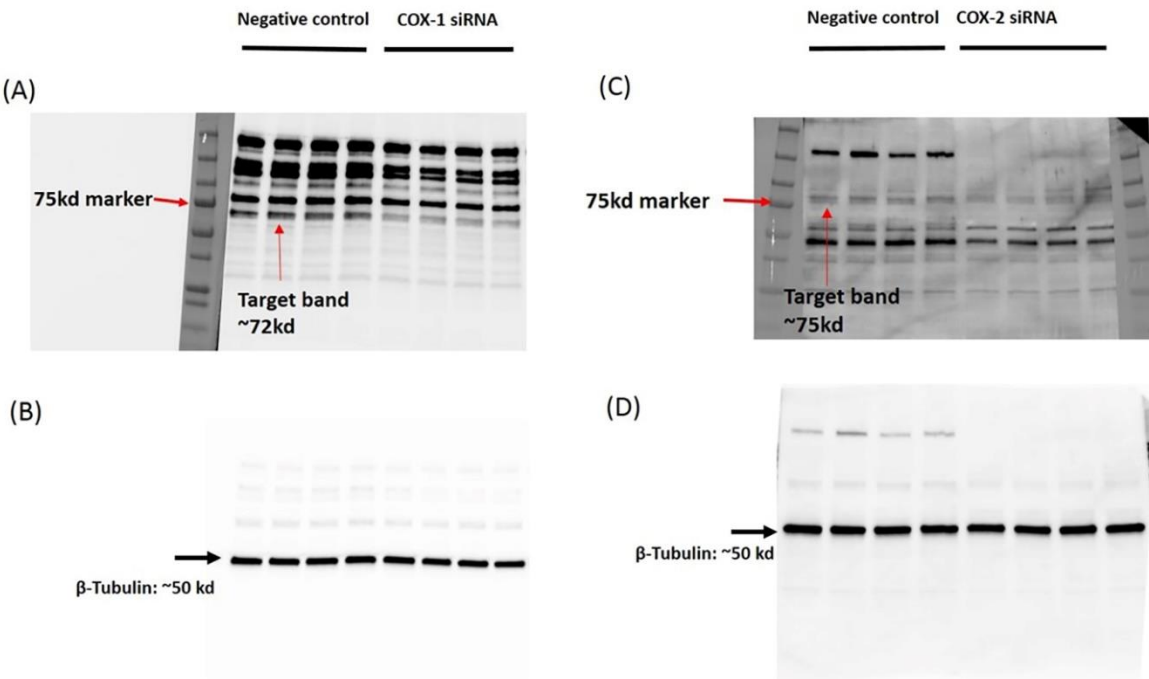 Negative control
COX-1 siRNA
Negative control
COX-2 siRNA
(A)
(C)
75kd marker
75kd marker
Target band
~72kd
Target band
~75kd
(B)
(D)
β-Tubulin: ~50 kd
β-Tubulin: ~50 kd